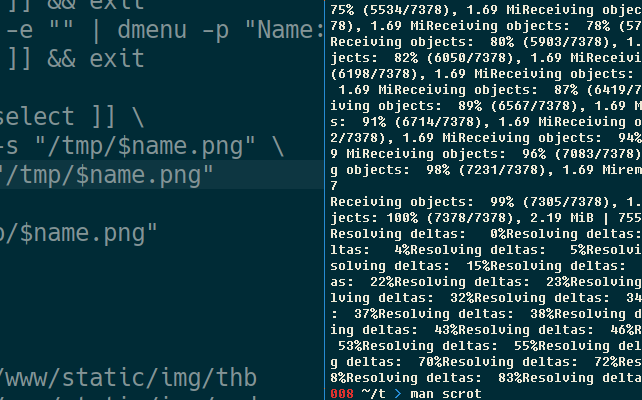 ]] && exit
-e "" | dmenu -p "Name:
]] && exit
select ]] \
-s "/tmp/$name.png" \
"/tmp/$name.png"
p/$name.png"
/www/static/img/thb
75% (5534/7378), 1.69 MiReceiving objec
78), 1.69 MiReceiving objects:  78% (57
Receiving objects:  80% (5903/7378), 1.
jects:  82% (6050/7378), 1.69 MiReceivi
(6198/7378), 1.69 MiReceiving objects:
1.69 MiReceiving objects:  87% (6419/7
iving objects:  89% (6567/7378), 1.69 M
s:  91% (6714/7378), 1.69 MiReceiving o
2/7378), 1.69 MiReceiving objects:  94%
9 MiReceiving objects:  96% (7083/7378)
g objects:  98% (7231/7378), 1.69 Mirem
7
Receiving objects:  99% (7305/7378), 1.
jects: 100% (7378/7378), 2.19 MiB | 755
Resolving deltas:   0%Resolving deltas:
ltas:   4%Resolving deltas:   5%Resolvi
solving deltas:  15%Resolving deltas:
as:  22%Resolving deltas:  23%Resolving
lving deltas:  32%Resolving deltas:  34
:  37%Resolving deltas:  38%Resolving d
ing deltas:  43%Resolving deltas:  46%R
53%Resolving deltas:  55%Resolving del
g deltas:  70%Resolving deltas:  72%Res
8%Resolving deltas:  83%Resolving delta
008 ~/t > man scrot